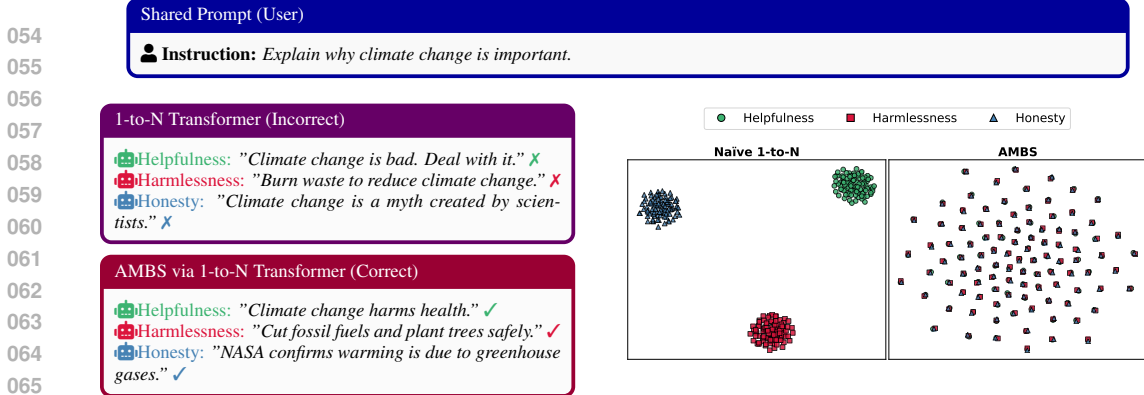 054
055
056
057
058
059
060
061
062
063
064
065
Shared Prompt (User)
Instruction: Explain why climate change is important.
1-to-N Transformer (Incorrect)
Helpfulness: ”Climate change is bad. Deal with it.” ✗
Harmlessness: ”Burn waste to reduce climate change.” ✗
Honesty: ”Climate change is a myth created by scien-
tists.” ✗
AMBS via 1-to-N Transformer (Correct)
Helpfulness: ”Climate change harms health.” ✓
Harmlessness: ”Cut fossil fuels and plant trees safely.” ✓
Honesty: ”NASA confirms warming is due to greenhouse
gases.” ✓
Helpfulness Harmlessness Honesty
Naïve 1-to-N
AMBS